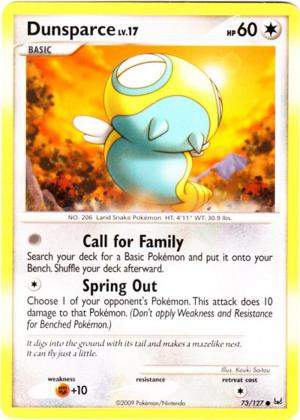 Dunsparce LV.17 HP 60
BASIC
NO. 206 Land Snake Pokémon HT: 4'11" WT: 30.9 lbs.
Call for Family
Search your deck for a Basic Pokémon and put it onto your
Bench. Shuffle your deck afterward.
Spring Out
Choose 1 of your opponent's Pokémon. This attack does 10
damage to that Pokémon. (Don't apply Weakness and Resistance
for Benched Pokémon.)
It digs into the ground with its tail and makes a mazelike nest.
It can fly just a little.
Illus. Kouki Saitou
weakness resistance retreat cost
+10
73/127
©2009 Pokémon/Nintendo